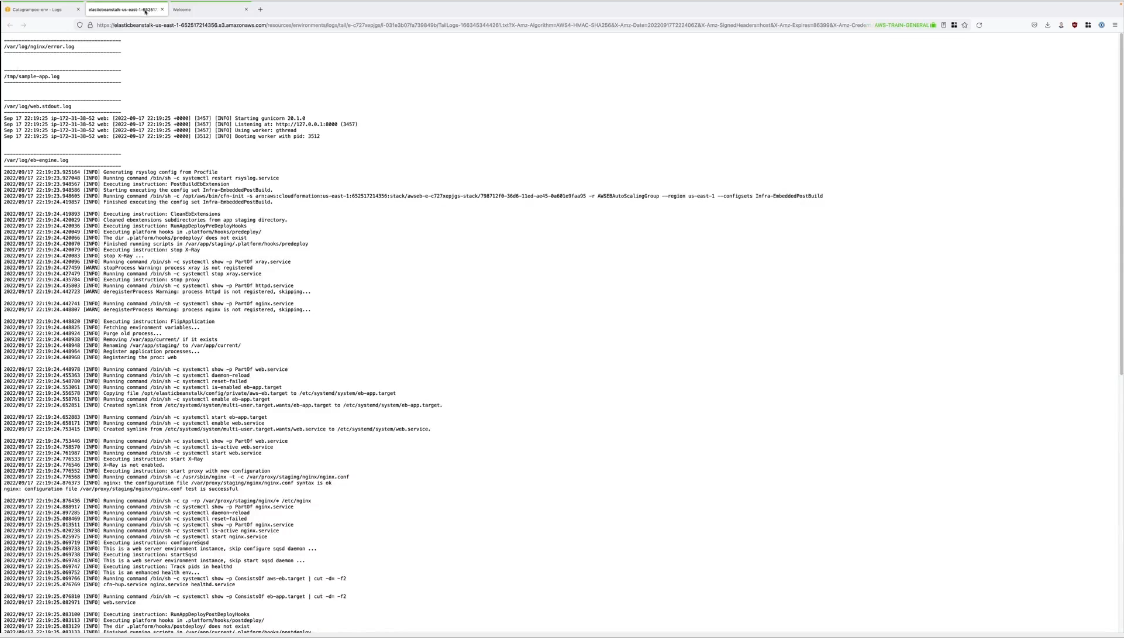 Catsgrampso-env - Logs
elasticbeanstalk-us-east-1-65251
Welcome
https://elasticbeanstalk-us-east-1-652517214356.s3.amazonaws.com/resources/environments/logs/tail/
AWS-TRAIN-GENERAL
/var/log/nginx/error.log
/tmp/sample-app.log
/var/log/web.stdout.log
Sep 17 22:19:25 ip-172-31-38-52 web: [2022-09-17 22:19:25 +0000] [3457] [INFO] Starting gunicorn 20.1.0
Sep 17 22:19:25 ip-172-31-38-52 web: [2022-09-17 22:19:25 +0000] [3457] [INFO] Listening at: http://127.0.0.1:8000 (3457)
Sep 17 22:19:25 ip-172-31-38-52 web: [2022-09-17 22:19:25 +0000] [3457] [INFO] Using worker: gthread
Sep 17 22:19:25 ip-172-31-38-52 web: [2022-09-17 22:19:25 +0000] [3512] [INFO] Booting worker with pid: 3512
/var/log/eb-engine.log
2022/09/17 22:19:23.925164 [INFO] Generating rsyslog config from Procfile
2022/09/17 22:19:23.927048 [INFO] Running command /bin/sh -c systemctl restart rsyslog.service
2022/09/17 22:19:23.948567 [INFO] Executing instruction: PostBuildEbExtension
2022/09/17 22:19:23.948586 [INFO] Starting executing the config set Infra-EmbeddedPostBuild.
[INFO] Running command /bin/sh -c /opt/aws/bin/cfn-init -s arn:aws:cloudformation:us-east-1:652517214356:stack/awseb-e-c727xepjgs-stack/798712f0-36d6-11ed-ac45-0a601e9faa95 -r AWSEBAutoScalingGroup --region us-east-1 --configsets Infra-EmbeddedPostBuild
2022/09/17 22:19:24.419857 [INFO] Finished executing the config set Infra-EmbeddedPostBuild.
2022/09/17 22:19:24.419893 [INFO] Executing instruction: CleanEbExtensions
2022/09/17 22:19:24.420029 [INFO] Cleaned ebextensions subdirectories from app staging directory.
2022/09/17 22:19:24.420036 [INFO] Executing instruction: RunAppDeployPreDeployHooks
2022/09/17 22:19:24.420049 [INFO] Executing platform hooks in .platform/hooks/predeploy/
2022/09/17 22:19:24.420066 [INFO] The dir .platform/hooks/predeploy/ does not exist
2022/09/17 22:19:24.420070 [INFO] Finished running scripts in /var/app/staging/.platform/hooks/predeploy
2022/09/17 22:19:24.420079 [INFO] Executing instruction: stop X-Ray
2022/09/17 22:19:24.420083 [INFO] stop X-Ray ...
2022/09/17 22:19:24.420096 [INFO] Running command /bin/sh -c systemctl show -p PartOf xray.service
2022/09/17 22:19:24.427459 [WARN] stopProcess Warning: process xray is not registered
2022/09/17 22:19:24.427479 [INFO] Running command /bin/sh -c systemctl stop xray.service
2022/09/17 22:19:24.435784 [INFO] Executing instruction: stop proxy
2022/09/17 22:19:24.435803 [INFO] Running command /bin/sh -c systemctl show -p PartOf httpd.service
2022/09/17 22:19:24.442723 [WARN] deregisterProcess Warning: process httpd is not registered, skipping...
2022/09/17 22:19:24.442741 [INFO] Running command /bin/sh -c systemctl show -p PartOf nginx.service
2022/09/17 22:19:24.448807 [WARN] deregisterProcess Warning: process nginx is not registered, skipping...
2022/09/17 22:19:24.448820 [INFO] Executing instruction: FlipApplication
2022/09/17 22:19:24.448825 [INFO] Fetching environment variables...
2022/09/17 22:19:24.448924 [INFO] Purge old process...
2022/09/17 22:19:24.448938 [INFO] Removing /var/app/current/ if it exists
2022/09/17 22:19:24.448948 [INFO] Renaming /var/app/staging/ to /var/app/current/
2022/09/17 22:19:24.448964 [INFO] Register application processes...
2022/09/17 22:19:24.448968 [INFO] Registering the proc: web
2022/09/17 22:19:24.448978 [INFO] Running command /bin/sh -c systemctl show -p PartOf web.service
2022/09/17 22:19:24.455363 [INFO] Running command /bin/sh -c systemctl daemon-reload
2022/09/17 22:19:24.548780 [INFO] Running command /bin/sh -c systemctl reset-failed
2022/09/17 22:19:24.553061 [INFO] Running command /bin/sh -c systemctl is-enabled eb-app.target
2022/09/17 22:19:24.556578 [INFO] Copying file /opt/elasticbeanstalk/config/private/aws-eb.target to /etc/systemd/system/eb-app.target
2022/09/17 22:19:24.558761 [INFO] Running command /bin/sh -c systemctl enable eb-app.target
2022/09/17 22:19:24.652851 [INFO] Created symlink from /etc/systemd/system/multi-user.target.wants/eb-app.target to /etc/systemd/system/eb-app.target.
2022/09/17 22:19:24.652883 [INFO] Running command /bin/sh -c systemctl start eb-app.target
2022/09/17 22:19:24.658171 [INFO] Running command /bin/sh -c systemctl enable web.service
2022/09/17 22:19:24.753415 [INFO] Created symlink from /etc/systemd/system/multi-user.target.wants/web.service to /etc/systemd/system/web.service.
2022/09/17 22:19:24.753446 [INFO] Running command /bin/sh -c systemctl show -p PartOf web.service
2022/09/17 22:19:24.758570 [INFO] Running command /bin/sh -c systemctl is-active web.service
2022/09/17 22:19:24.761987 [INFO] Running command /bin/sh -c systemctl start web.service
2022/09/17 22:19:24.776533 [INFO] Executing instruction: start X-Ray
2022/09/17 22:19:24.776546 [INFO] X-Ray is not enabled.
2022/09/17 22:19:24.776552 [INFO] Executing instruction: start proxy with new configuration
2022/09/17 22:19:24.776568 [INFO] Running command /bin/sh -c /usr/sbin/nginx -t -c /var/proxy/staging/nginx/nginx.conf
2022/09/17 22:19:24.876373 [INFO] nginx: the configuration file /var/proxy/staging/nginx/nginx.conf syntax is ok
nginx: configuration file /var/proxy/staging/nginx/nginx.conf test is successful
2022/09/17 22:19:24.876436 [INFO] Running command /bin/sh -c cp -rp /var/proxy/staging/nginx/* /etc/nginx
2022/09/17 22:19:24.888917 [INFO] Running command /bin/sh -c systemctl show -p PartOf nginx.service
2022/09/17 22:19:24.897285 [INFO] Running command /bin/sh -c systemctl daemon-reload
2022/09/17 22:19:25.008469 [INFO] Running command /bin/sh -c systemctl reset-failed
2022/09/17 22:19:25.013511 [INFO] Running command /bin/sh -c systemctl show -p PartOf nginx.service
2022/09/17 22:19:25.020238 [INFO] Running command /bin/sh -c systemctl is-active nginx.service
2022/09/17 22:19:25.025975 [INFO] Running command /bin/sh -c systemctl start nginx.service
2022/09/17 22:19:25.069719 [INFO] Executing instruction: configureSqsd
2022/09/17 22:19:25.069733 [INFO] This is a web server environment instance, skip configure sqsd daemon ...
2022/09/17 22:19:25.069738 [INFO] Executing instruction: startSqsd
2022/09/17 22:19:25.069743 [INFO] This is a web server environment instance, skip start sqsd daemon ...
2022/09/17 22:19:25.069747 [INFO] Executing instruction: Track pids in healthd
2022/09/17 22:19:25.069752 [INFO] This is an enhanced health env...
2022/09/17 22:19:25.069766 [INFO] Running command /bin/sh -c systemctl show -p ConsistsOf aws-eb.target | cut -d= -f2
2022/09/17 22:19:25.076769 [INFO] cfn-hup.service nginx.service healthd.service
2022/09/17 22:19:25.076810 [INFO] Running command /bin/sh -c systemctl show -p ConsistsOf eb-app.target | cut -d= -f2
2022/09/17 22:19:25.082971 [INFO] web.service
2022/09/17 22:19:25.083100 [INFO] Executing instruction: RunAppDeployPostDeployHooks
2022/09/17 22:19:25.083113 [INFO] Executing platform hooks in .platform/hooks/postdeploy/
2022/09/17 22:19:25.083126 [INFO] The dir .platform/hooks/postdeploy/ does not exist
2022/09/17 22:19:25.083133 [INFO] Finished running scripts in /var/app/current/.platform/hooks/postdeploy